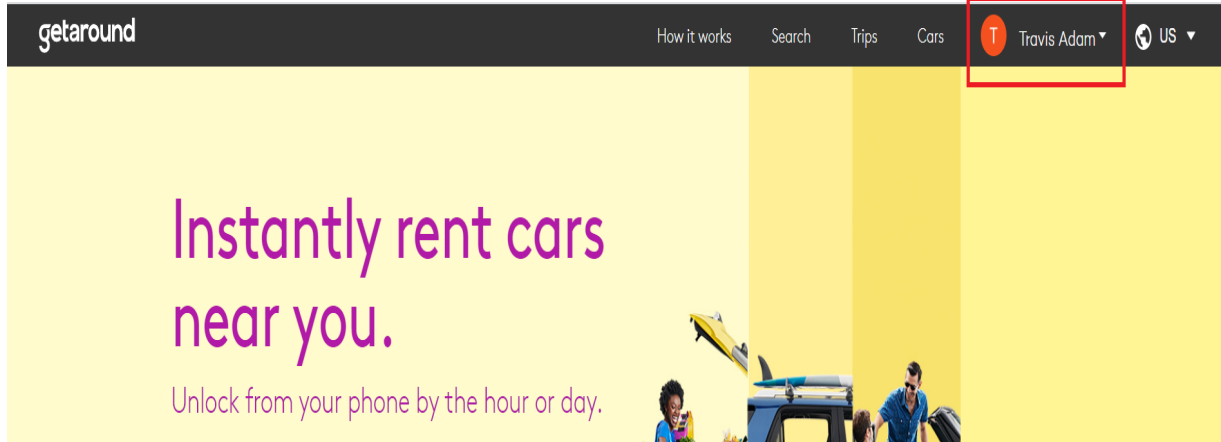 getaround
How it works Search Trips Cars T Travis Adam US
Instantly rent cars
near you.
Unlock from your phone by the hour or day.